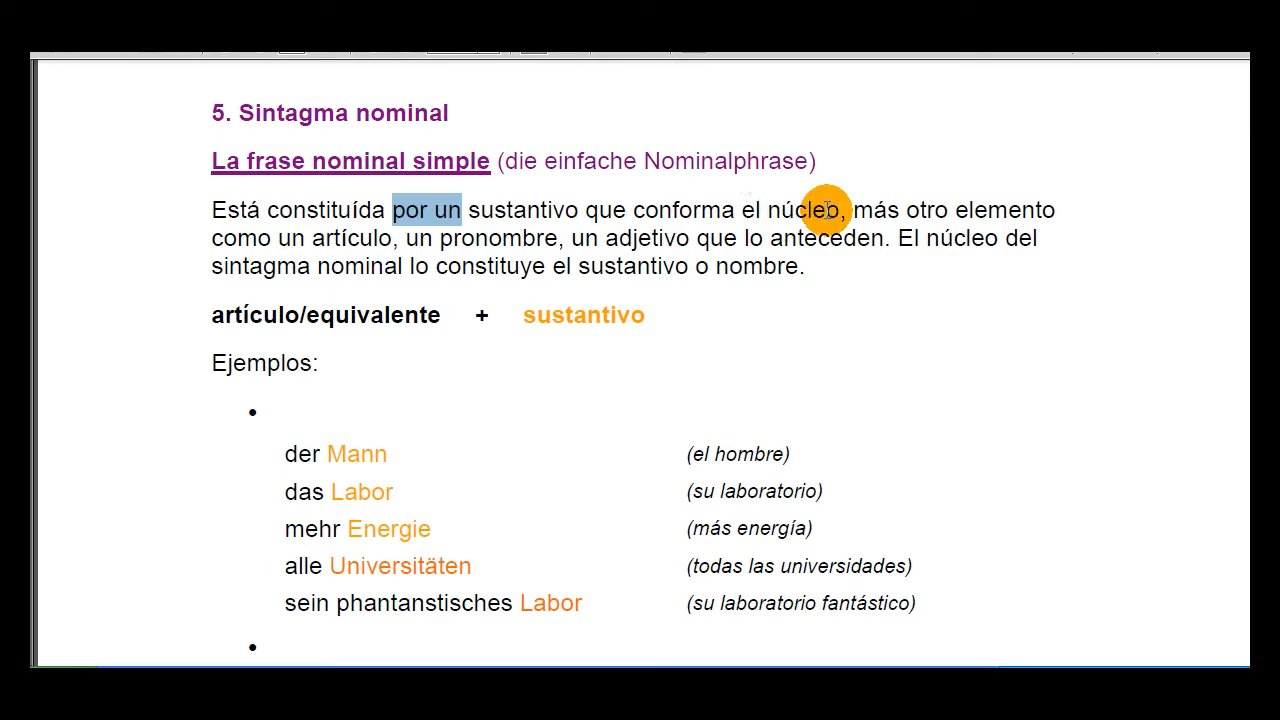 5. Sintagma nominal
La frase nominal simple (die einfache Nominalphrase)
Está constituída por un sustantivo que conforma el núcleo, más otro elemento
como un artículo, un pronombre, un adjetivo que lo anteceden. El núcleo del
sintagma nominal lo constituye el sustantivo o nombre.
artículo/equivalente + sustantivo
Ejemplos:
•
der Mann (el hombre)
das Labor (su laboratorio)
mehr Energie (más energía)
alle Universitäten (todas las universidades)
sein phantanstisches Labor (su laboratorio fantástico)
•